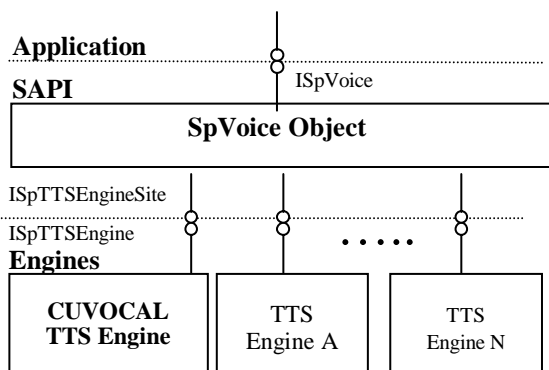 Application
ISpVoice
SAPI
SpVoice Object
ISpTTSEngineSite
ISpTTSEngine
. . . . .
Engines
CUVOCAL
TTS Engine
TTS
Engine A
TTS
Engine N